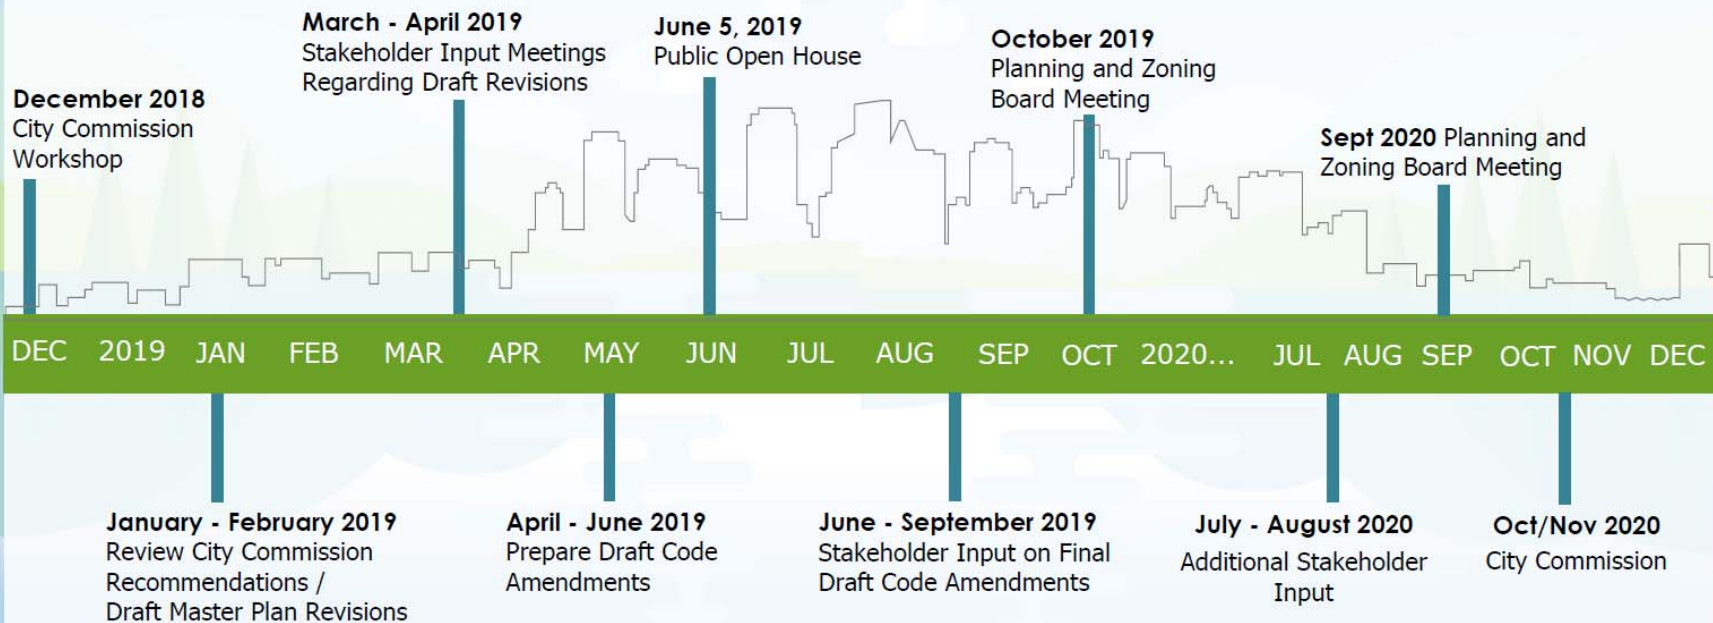 December 2018
City Commission
Workshop
March - April 2019
Stakeholder Input Meetings
Regarding Draft Revisions
June 5, 2019
Public Open House
October 2019
Planning and Zoning
Board Meeting
Sept 2020 Planning and
Zoning Board Meeting
DEC 2019 JAN FEB MAR APR MAY JUN JUL AUG SEP OCT 2020... JUL AUG SEP OCT NOV DEC
January - February 2019
Review City Commission
Recommendations /
Draft Master Plan Revisions
April - June 2019
Prepare Draft Code
Amendments
June - September 2019
Stakeholder Input on Final
Draft Code Amendments
July - August 2020
Additional Stakeholder
Input
Oct/Nov 2020
City Commission